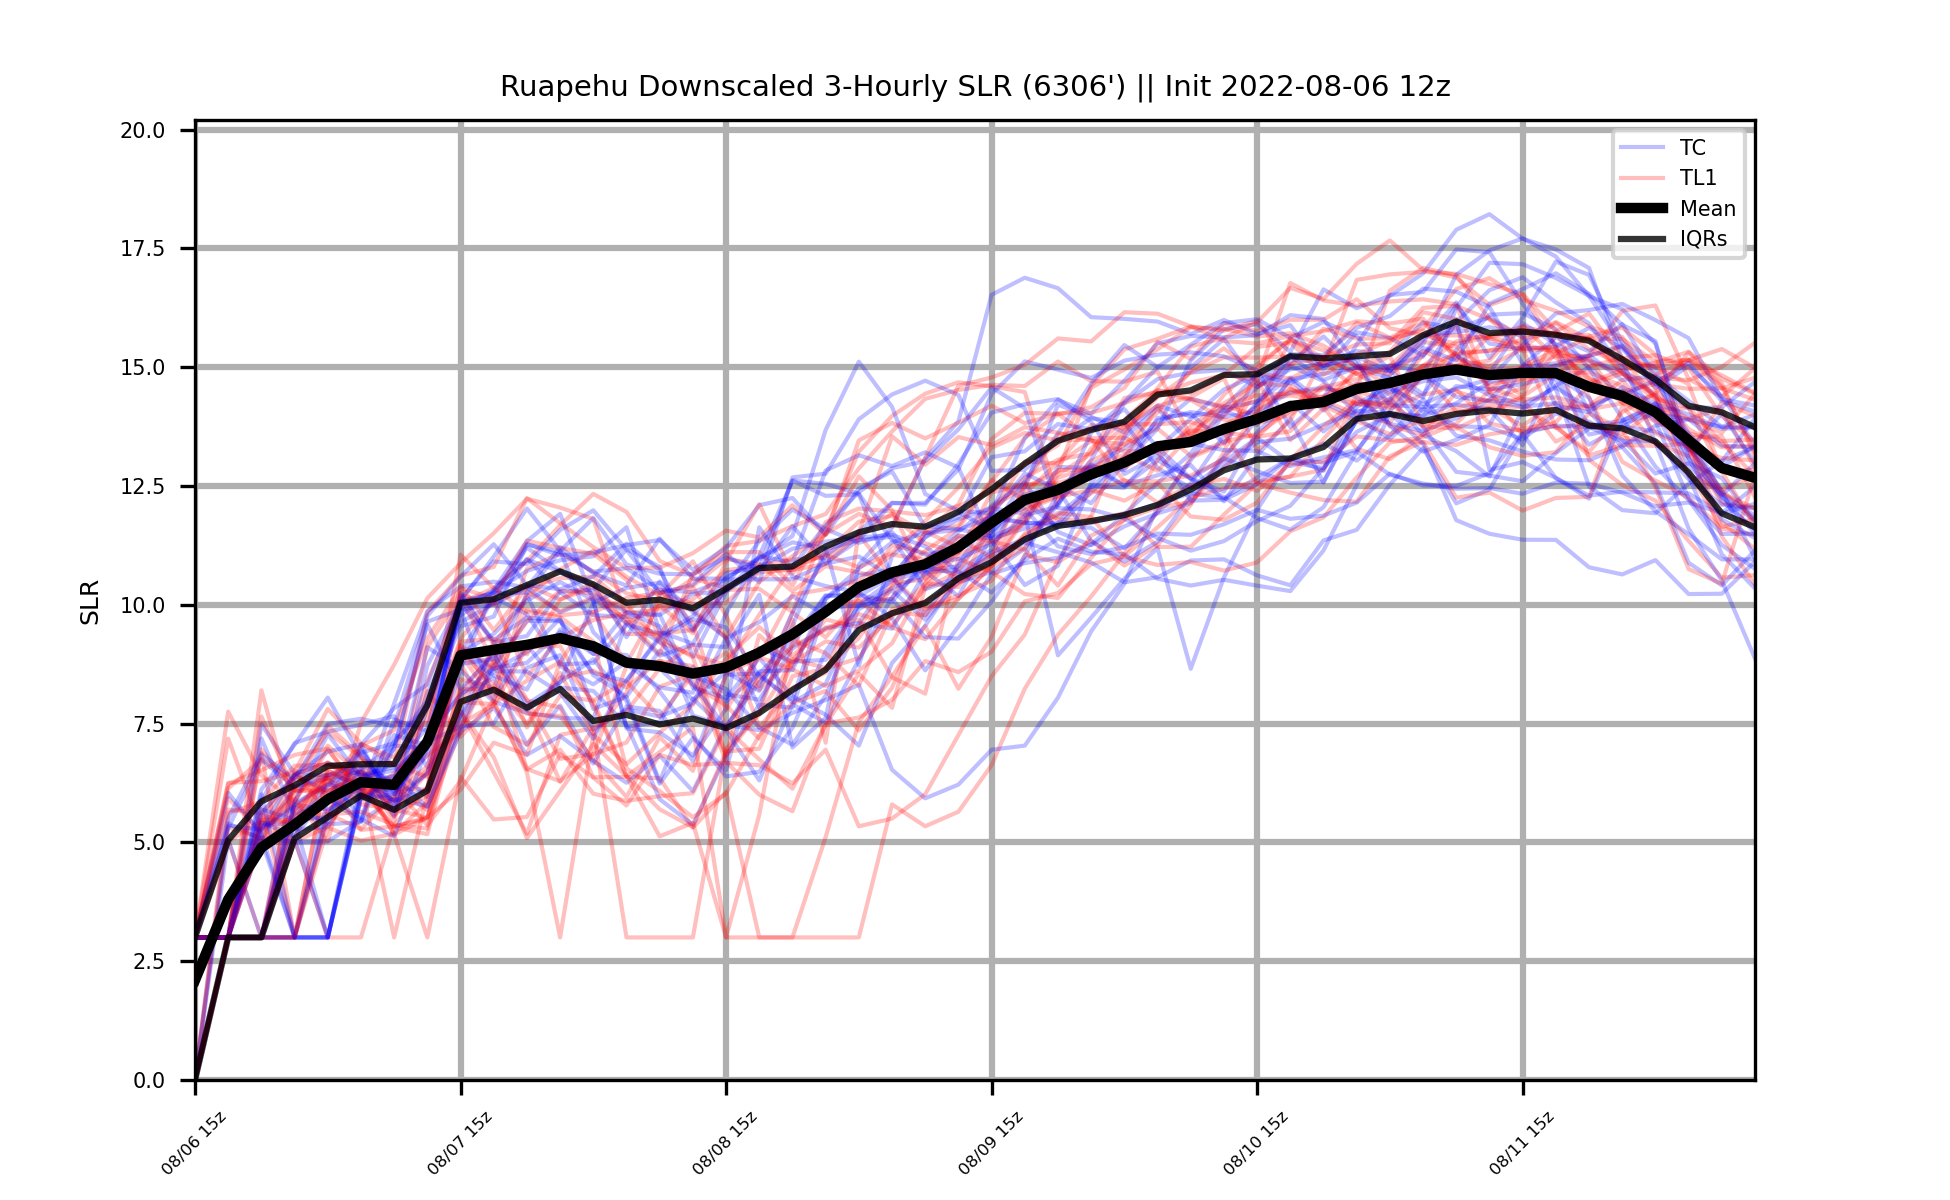 Ruapehu Downscaled 3-Hourly SLR (6306') || Init 2022-08-06 12z
TC
TL1
Mean
IQRs
SLR
20.0
17.5
15.0
12.5
10.0
7.5
5.0
2.5
0.0
08/06 15z
08/07 15z
08/08 15z
08/09 15z
08/10 15z
08/11 15z